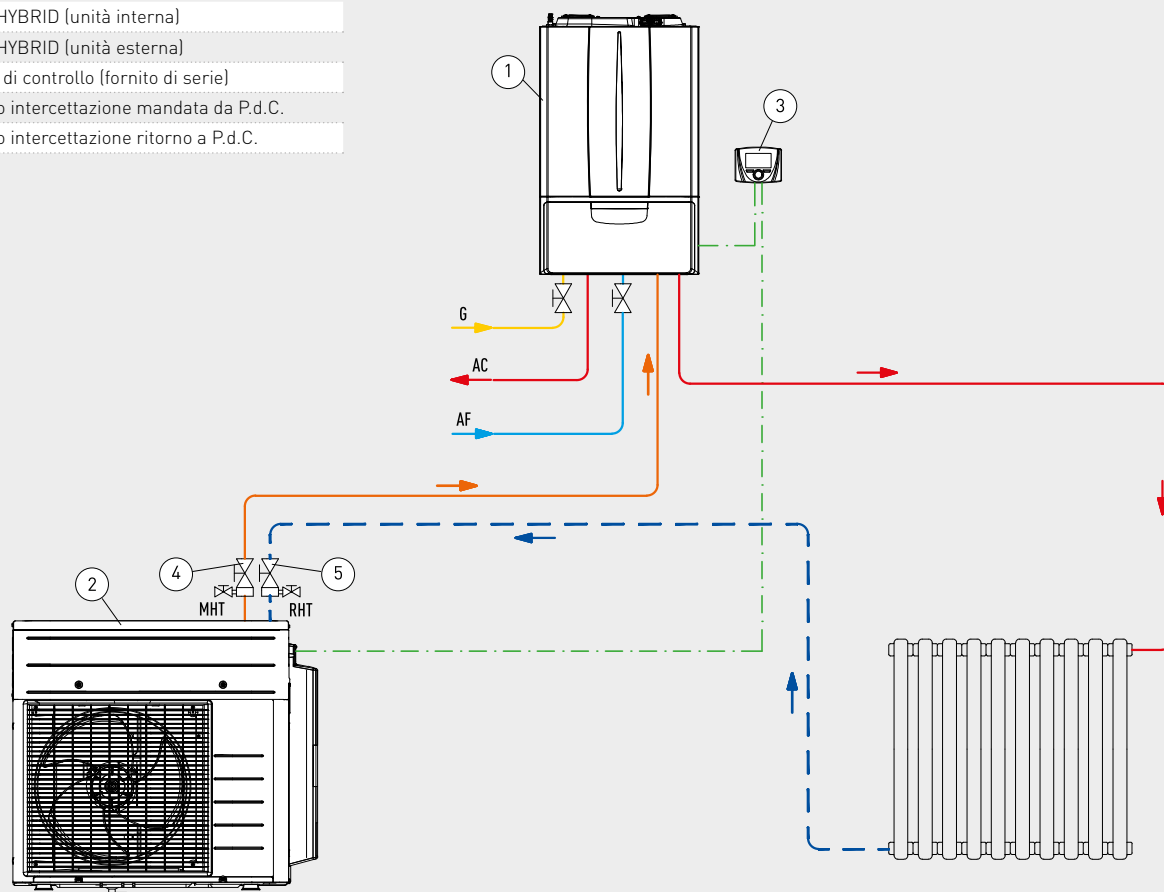 HYBRID (unità interna)
HYBRID (unità esterna)
di controllo (fornito di serie)
o intercettazione mandata da P.d.C.
o intercettazione ritorno a P.d.C.
1
3
G
AC
AF
4
5
2
MHT
RHT